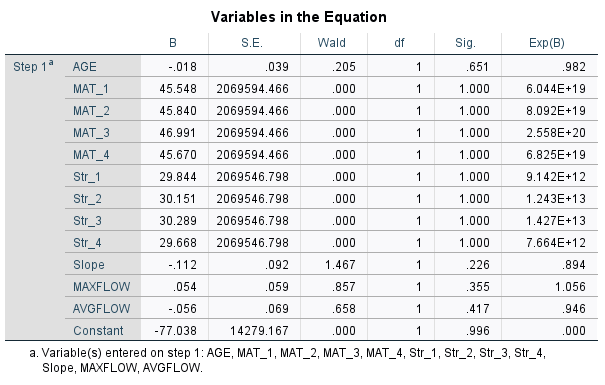 Variables in the Equation
B S.E. Wald df Sig. Exp(B)
Step 1a AGE -.018 .039 .205 1 .651 .982
MAT_1 45.548 2069594.466 .000 1 1.000 6.044E+19
MAT_2 45.840 2069594.466 .000 1 1.000 8.092E+19
MAT_3 46.991 2069594.466 .000 1 1.000 2.558E+20
MAT_4 45.670 2069594.466 .000 1 1.000 6.825E+19
Str_1 29.844 2069546.798 .000 1 1.000 9.142E+12
Str_2 30.151 2069546.798 .000 1 1.000 1.243E+13
Str_3 30.289 2069546.798 .000 1 1.000 1.427E+13
Str_4 29.668 2069546.798 .000 1 1.000 7.664E+12
Slope -.112 .092 1.467 1 .226 .894
MAXFLOW .054 .059 .857 1 .355 1.056
AVGFLOW -.056 .069 .658 1 .417 .946
Constant -77.038 14279.167 .000 1 .996 .000
a. Variable(s) entered on step 1: AGE, MAT_1, MAT_2, MAT_3, MAT_4, Str_1, Str_2, Str_3, Str_4,
Slope, MAXFLOW, AVGFLOW.